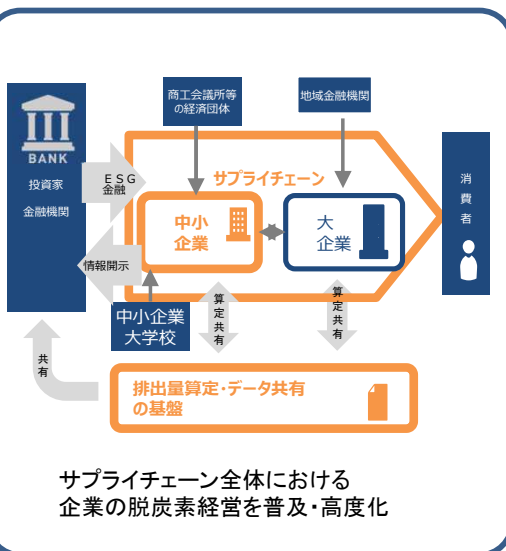 商工会議所等
の経済団体
地域金融機関
BANK
投資家
金融機関
ＥＳＧ
金融
サプライチェーン
中小
企業
大
企業
消費者
情報開示
中小企業
大学校
算定共有
算定共有
共有
排出量算定・データ共有
の基盤
サプライチェーン全体における
企業の脱炭素経営を普及・高度化